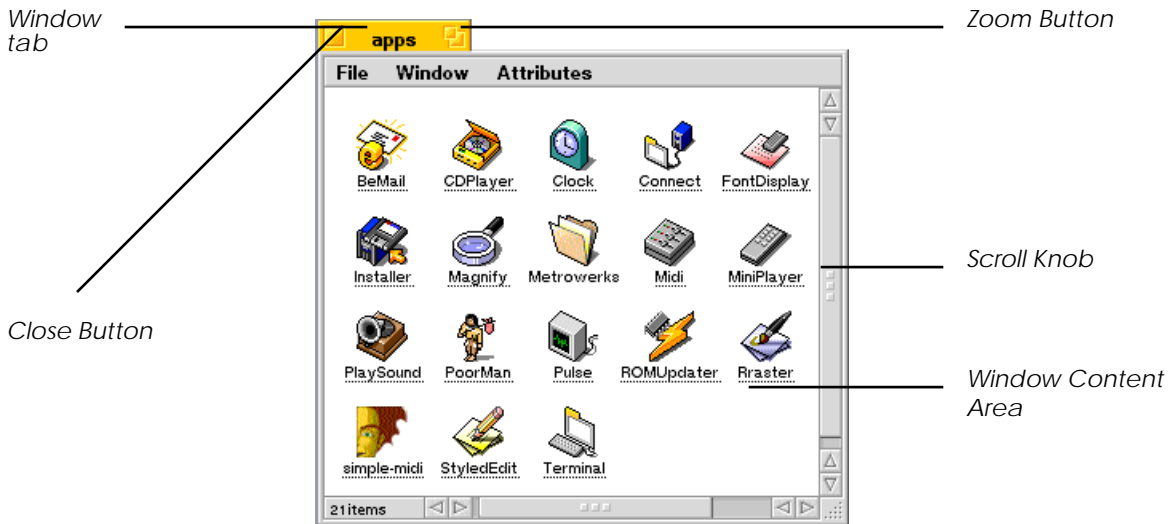 Window
tab
Zoom Button
apps
File Window Attributes
BeMail CDPlayer Clock Connect FontDisplay
Installer Magnify Metrowerks Midi MiniPlayer
Scroll Knob
Close Button
PlaySound PoorMan Pulse ROMUpdater Rraster
Window Content
Area
simple-midi StyledEdit Terminal
21items